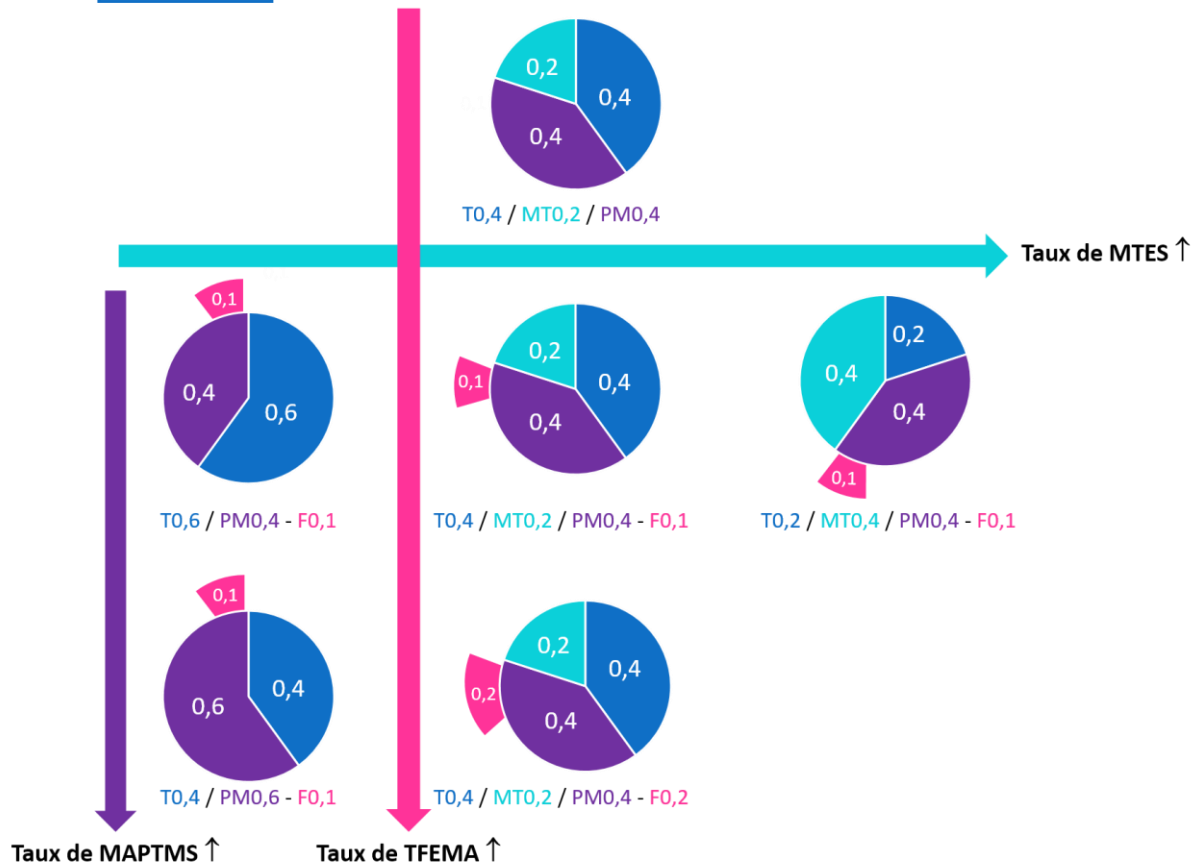 0,2
0,4
0,4
T0,4 / MT0,2 / PM0,4
Taux de MTES ↑
0,1
0,4
0,6
T0,6 / PM0,4 - F0,1
0,2
0,1
0,4
0,4
T0,4 / MT0,2 / PM0,4 - F0,1
0,2
0,4
0,4
0,1
T0,2 / MT0,4 / PM0,4 - F0,1
0,1
0,4
0,6
T0,4 / PM0,6 - F0,1
0,2
0,4
0,2
0,4
T0,4 / MT0,2 / PM0,4 - F0,2
Taux de MAPTMS ↑
Taux de TFEMA ↑